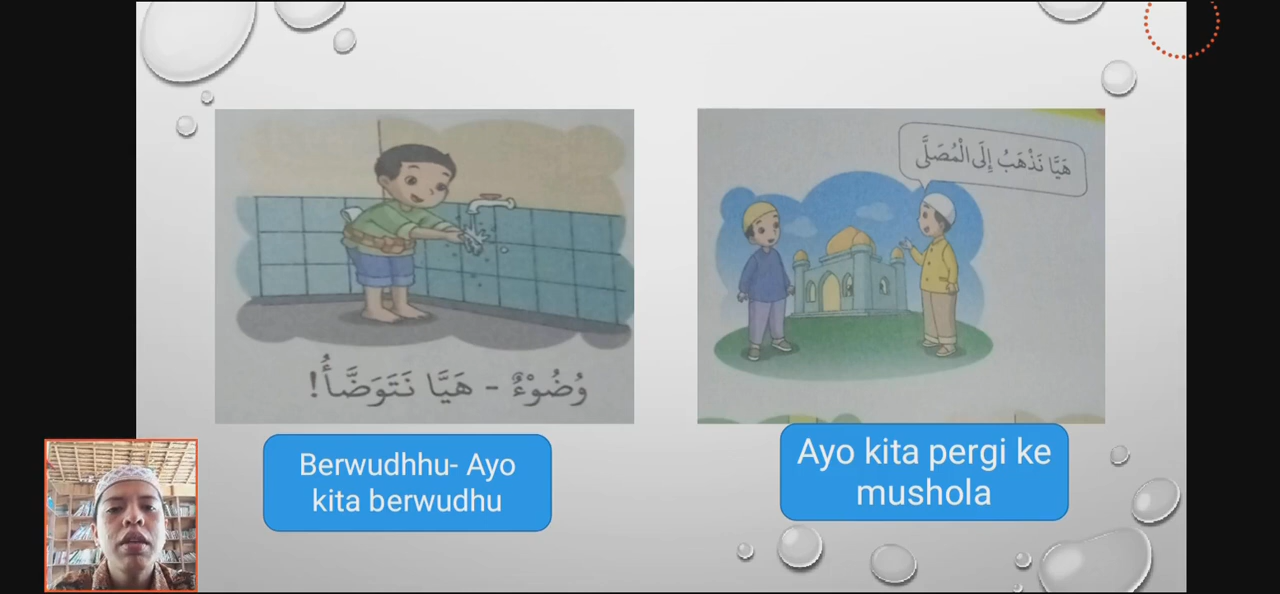 هَيَّا نَذْهَبُ إِلَى الْمُصَلَّى
وُضُوْءٌ - هَيَّا نَتَوَضَّأُ!
Berwudhhu- Ayo
kita berwudhu
Ayo kita pergi ke
mushola